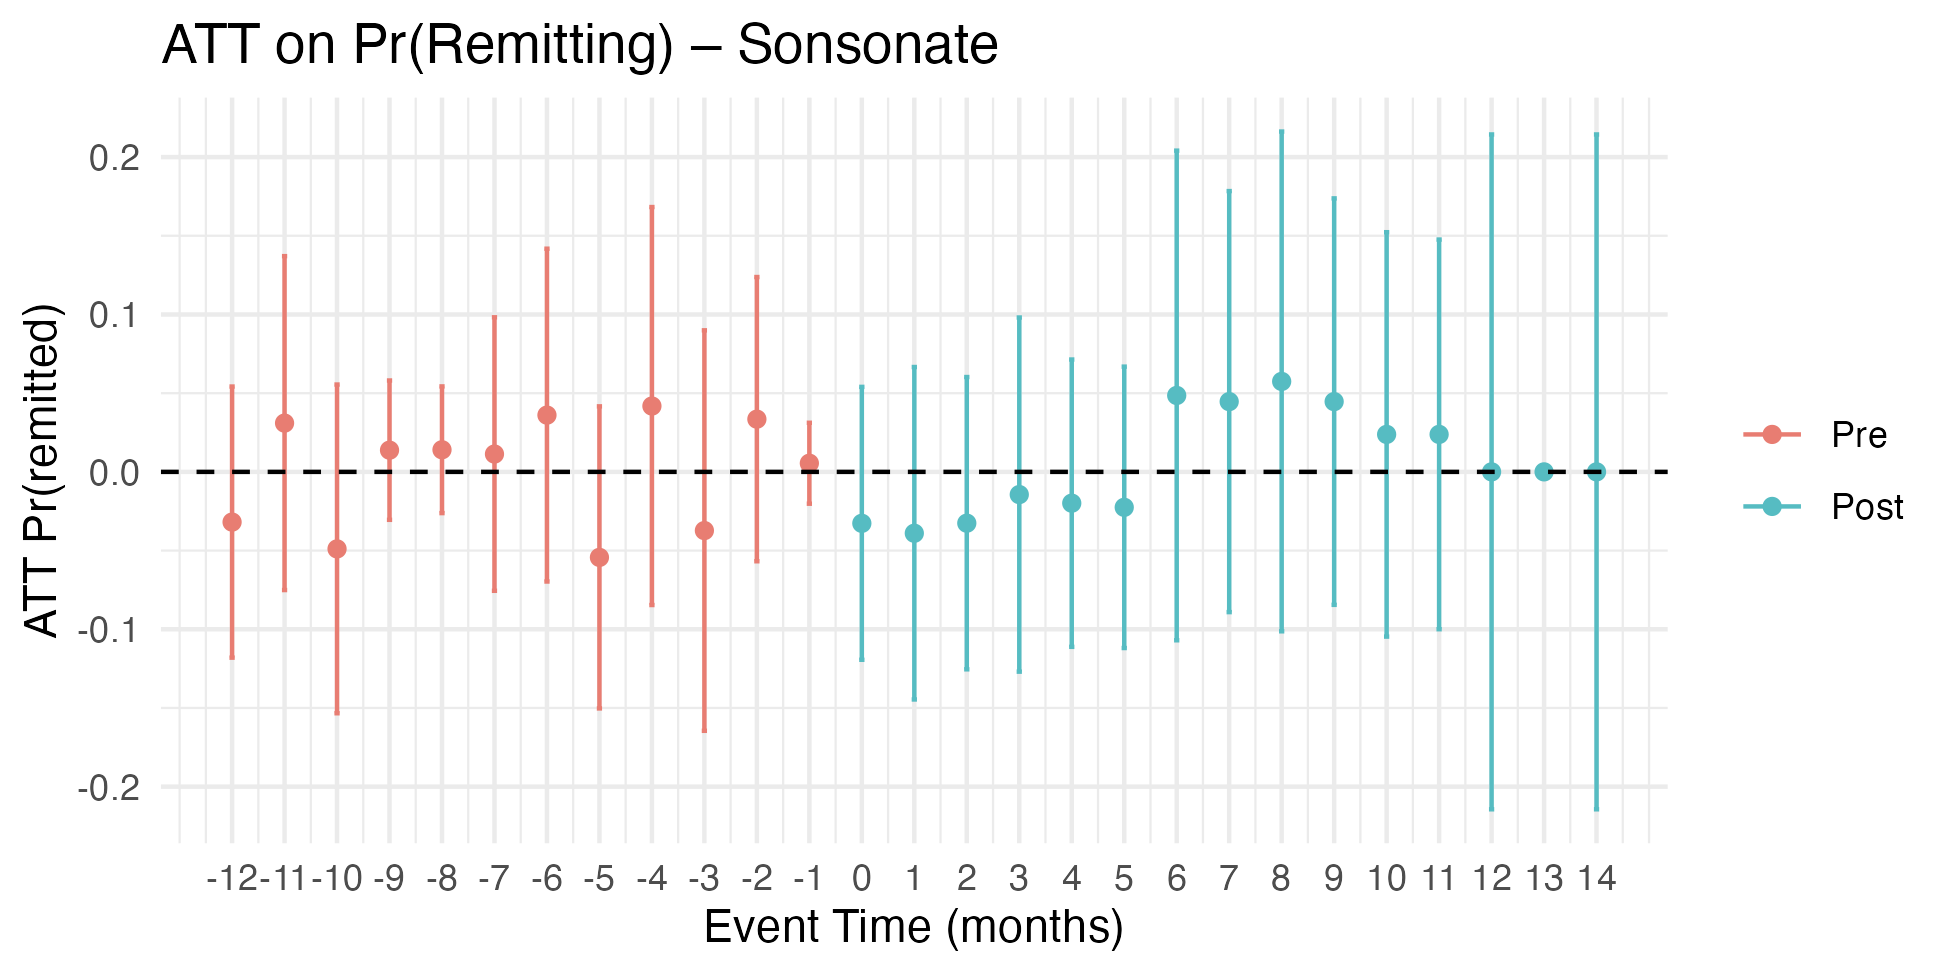 ATT on Pr(Remitting) – Sonsonate
ATT Pr(remitted)
0.2
0.1
0.0
-0.1
-0.2
-12 -11 -10 -9 -8 -7 -6 -5 -4 -3 -2 -1 0 1 2 3 4 5 6 7 8 9 10 11 12 13 14
Event Time (months)
Pre
Post